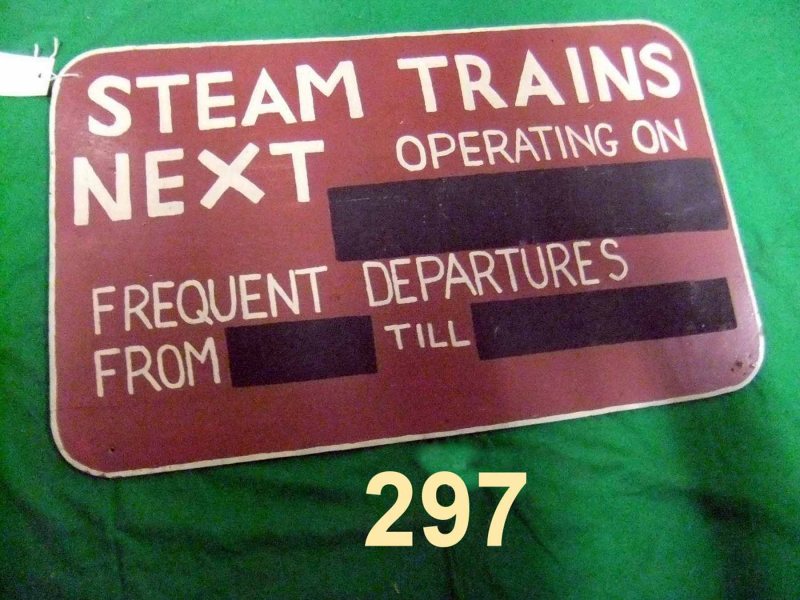 STEAM TRAINS
NEXT OPERATING ON
FREQUENT DEPARTURES
FROM TILL
297